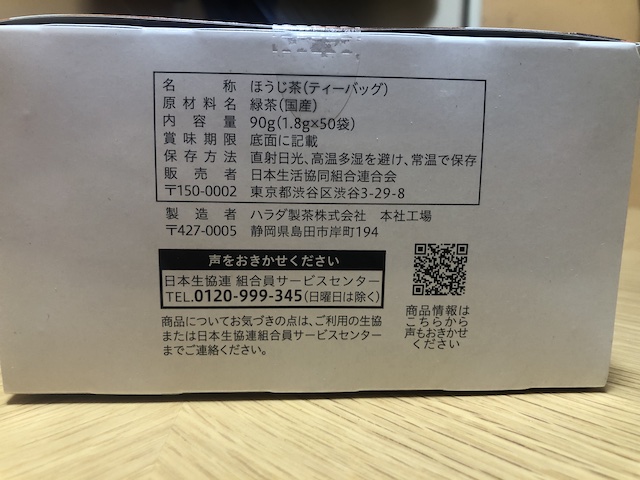 名称 ほうじ茶(ティーバッグ)
原材料名 緑茶(国産)
内容量 90g(1.8g×50袋)
賞味期限 底面に記載
保存方法 直射日光、高温多湿を避け、常温で保存
販売者 日本生活協同組合連合会
〒150-0002 東京都渋谷区渋谷3-29-8
製造者 ハラダ製茶株式会社 本社工場
〒427-0005 静岡県島田市岸町194
声をおきかせください
日本生協連 組合員サービスセンター
TEL.0120-999-345(日曜日は除く)
商品についてお気づきの点は、ご利用の生協
または日本生協連組合員サービスセンター
までご連絡ください。
商品情報は
こちらから
声もおきかせ
ください